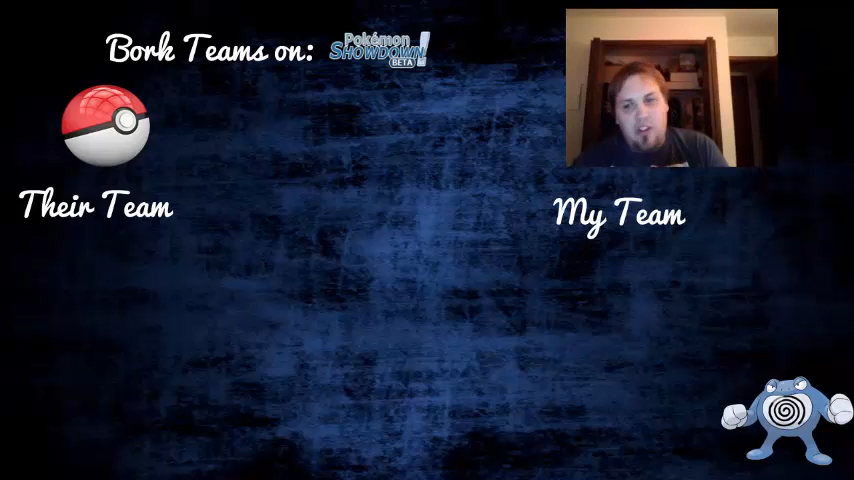 Bork Teams on:
Pokémon
SHOWDOWN!
BETA
Their Team
My Team